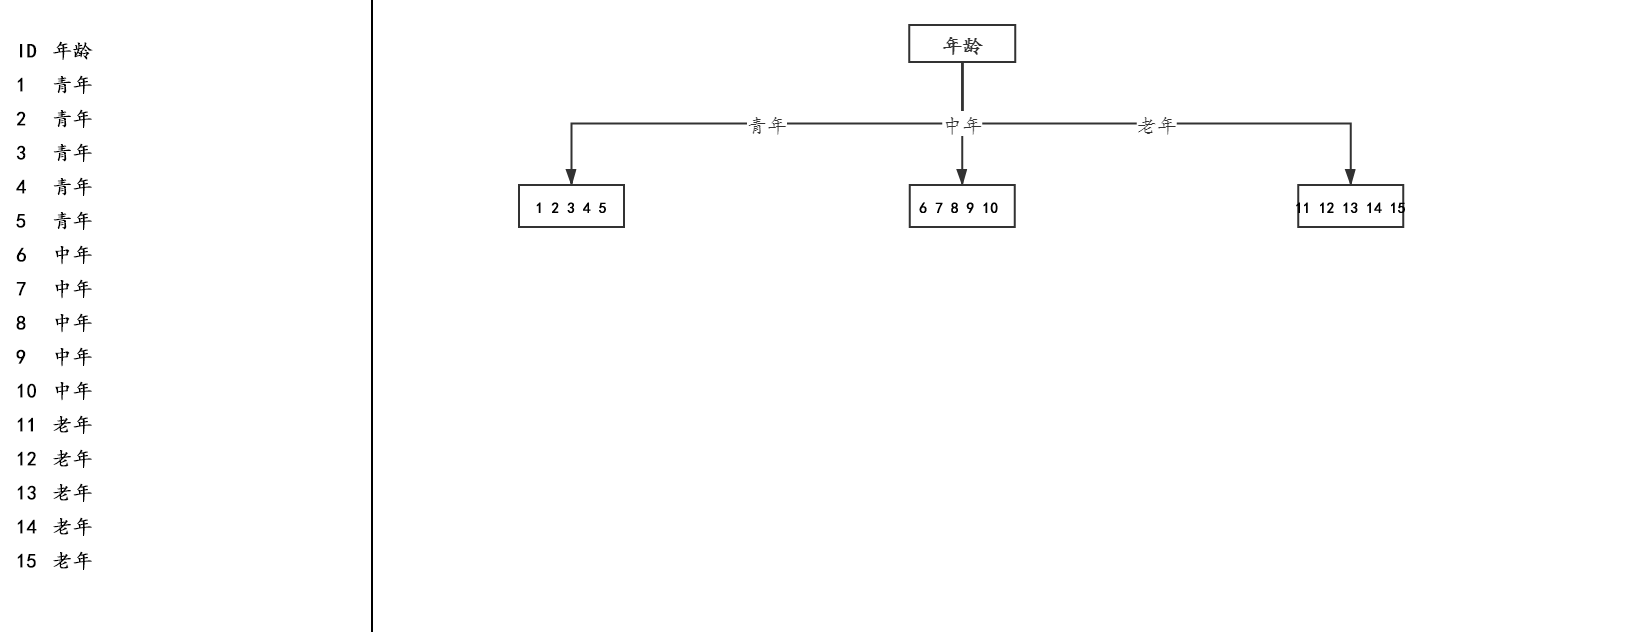 ID 年龄
1 青年
2 青年
3 青年
4 青年
5 青年
6 中年
7 中年
8 中年
9 中年
10 中年
11 老年
12 老年
13 老年
14 老年
15 老年
年龄
青年 中年 老年
1 2 3 4 5
6 7 8 9 10
11 12 13 14 15